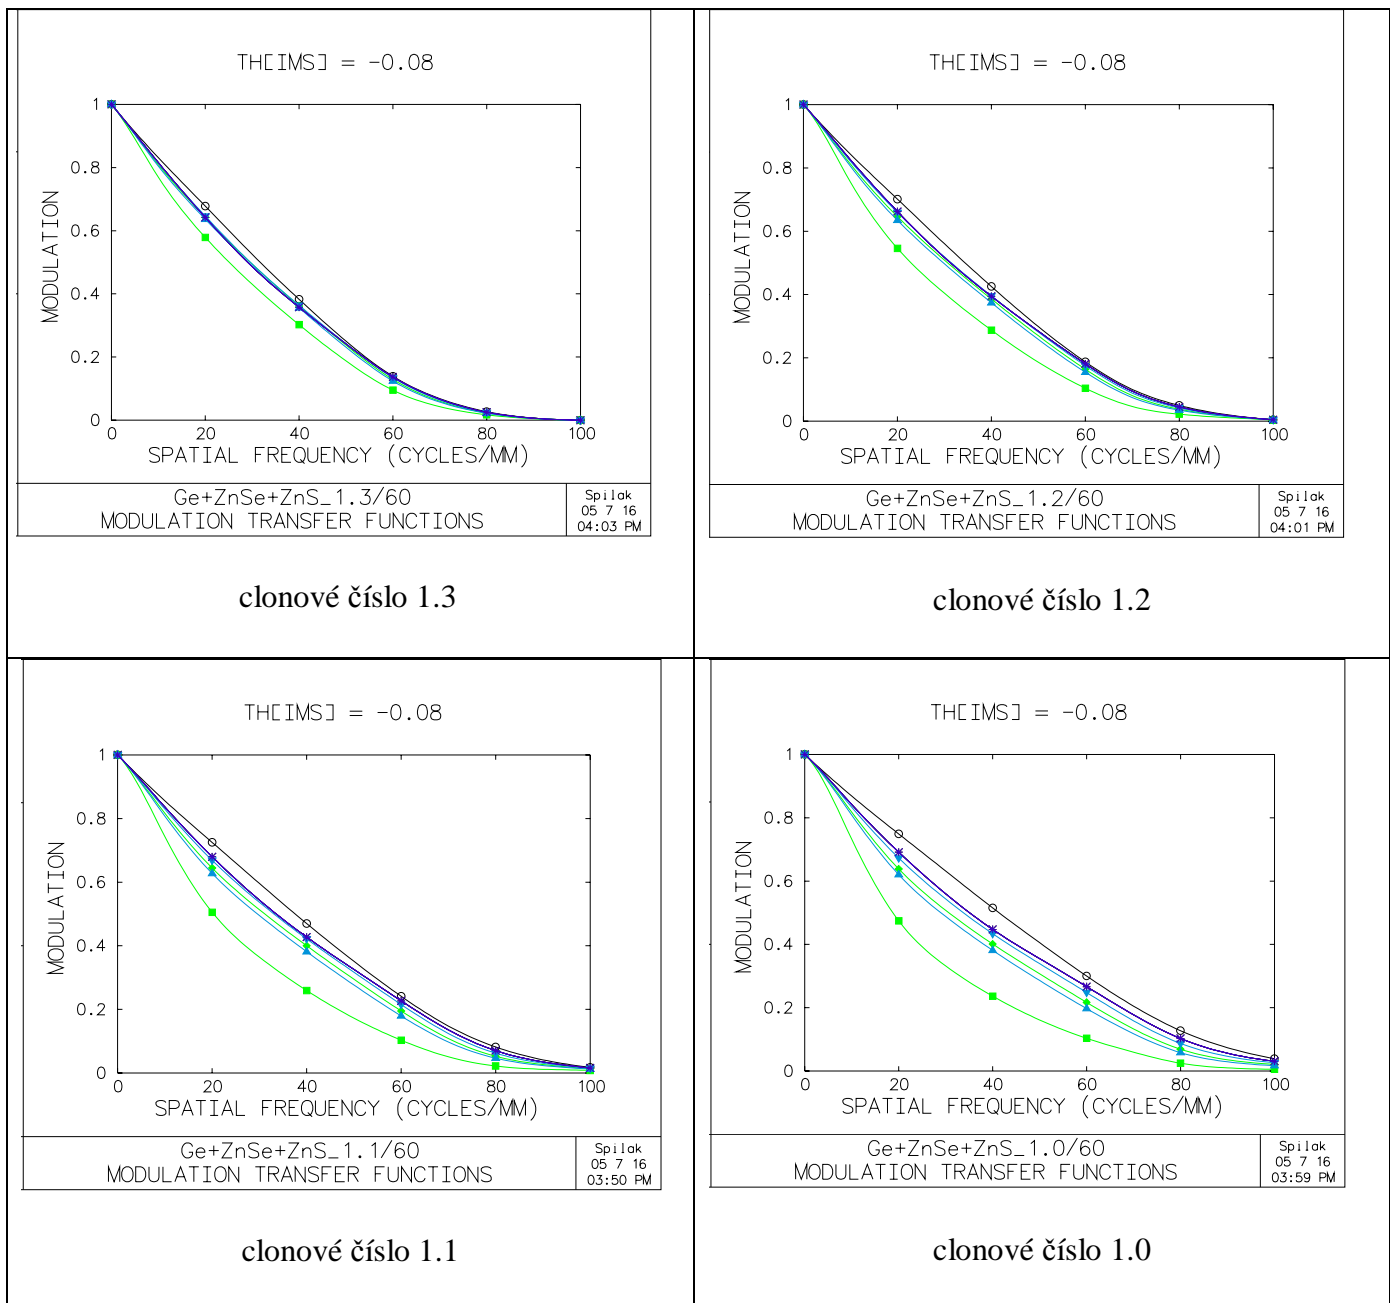 TH[IMS] = -0.08
1
0.8
0.6
0.4
0.2
0
MODULATION
0 20 40 60 80 100
SPATIAL FREQUENCY (CYCLES/MM)
Ge+ZnSe+ZnS_1.3/60
MODULATION TRANSFER FUNCTIONS
Spilak
05 7 16
04:03 PM
clonové číslo 1.3
TH[IMS] = -0.08
1
0.8
0.6
0.4
0.2
0
MODULATION
0 20 40 60 80 100
SPATIAL FREQUENCY (CYCLES/MM)
Ge+ZnSe+ZnS_1.2/60
MODULATION TRANSFER FUNCTIONS
Spilak
05 7 16
04:01 PM
clonové číslo 1.2
TH[IMS] = -0.08
1
0.8
0.6
0.4
0.2
0
MODULATION
0 20 40 60 80 100
SPATIAL FREQUENCY (CYCLES/MM)
Ge+ZnSe+ZnS_1.1/60
MODULATION TRANSFER FUNCTIONS
Spilak
05 7 16
03:50 PM
clonové číslo 1.1
TH[IMS] = -0.08
1
0.8
0.6
0.4
0.2
0
MODULATION
0 20 40 60 80 100
SPATIAL FREQUENCY (CYCLES/MM)
Ge+ZnSe+ZnS_1.0/60
MODULATION TRANSFER FUNCTIONS
Spilak
05 7 16
03:59 PM
clonové číslo 1.0